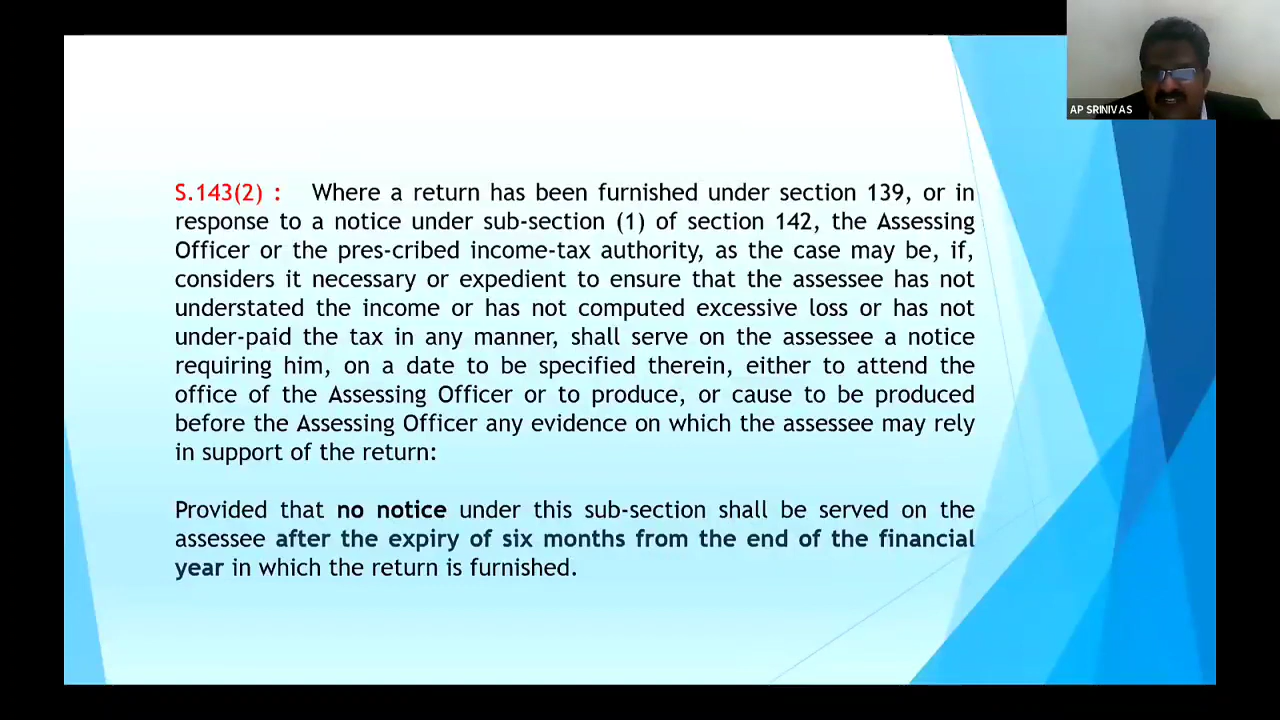 AP SRINIVAS
S.143(2) : Where a return has been furnished under section 139, or in
response to a notice under sub-section (1) of section 142, the Assessing
Officer or the pres-cribed income-tax authority, as the case may be, if,
considers it necessary or expedient to ensure that the assessee has not
understated the income or has not computed excessive loss or has not
under-paid the tax in any manner, shall serve on the assessee a notice
requiring him, on a date to be specified therein, either to attend the
office of the Assessing Officer or to produce, or cause to be produced
before the Assessing Officer any evidence on which the assessee may rely
in support of the return:
Provided that no notice under this sub-section shall be served on the
assessee after the expiry of six months from the end of the financial
year in which the return is furnished.